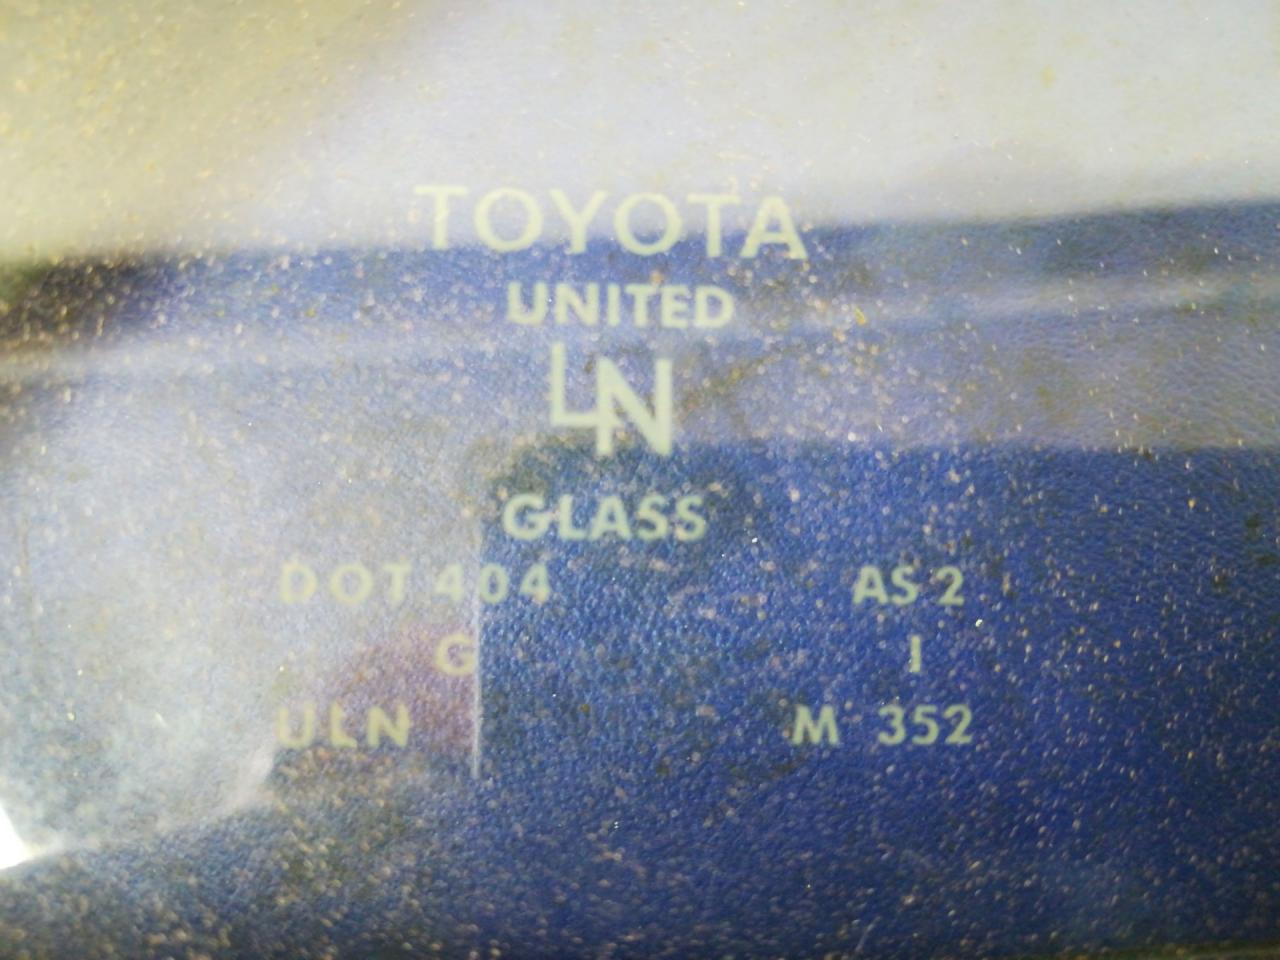 TOYOTA
UNITED
LN
GLASS
DOT 404 AS 2
G I
ULN M 352